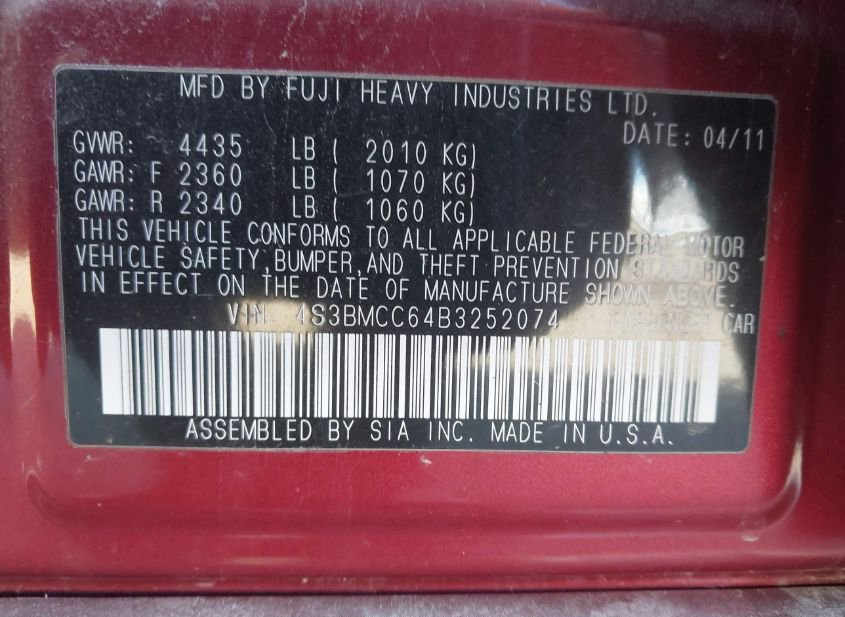 MFD BY FUJI HEAVY INDUSTRIES LTD.
DATE: 04/11
GVWR: 4435 LB ( 2010 KG)
GAWR: F 2360 LB ( 1070 KG)
GAWR: R 2340 LB ( 1060 KG)
THIS VEHICLE CONFORMS TO ALL APPLICABLE FEDERAL MOTOR
VEHICLE SAFETY,BUMPER,AND THEFT PREVENTION STANDARDS
IN EFFECT ON THE DATE OF MANUFACTURE SHOWN ABOVE.
VIN: 4S3BMCC64B3252074 PASSENGER CAR
ASSEMBLED BY SIA INC. MADE IN U.S.A.